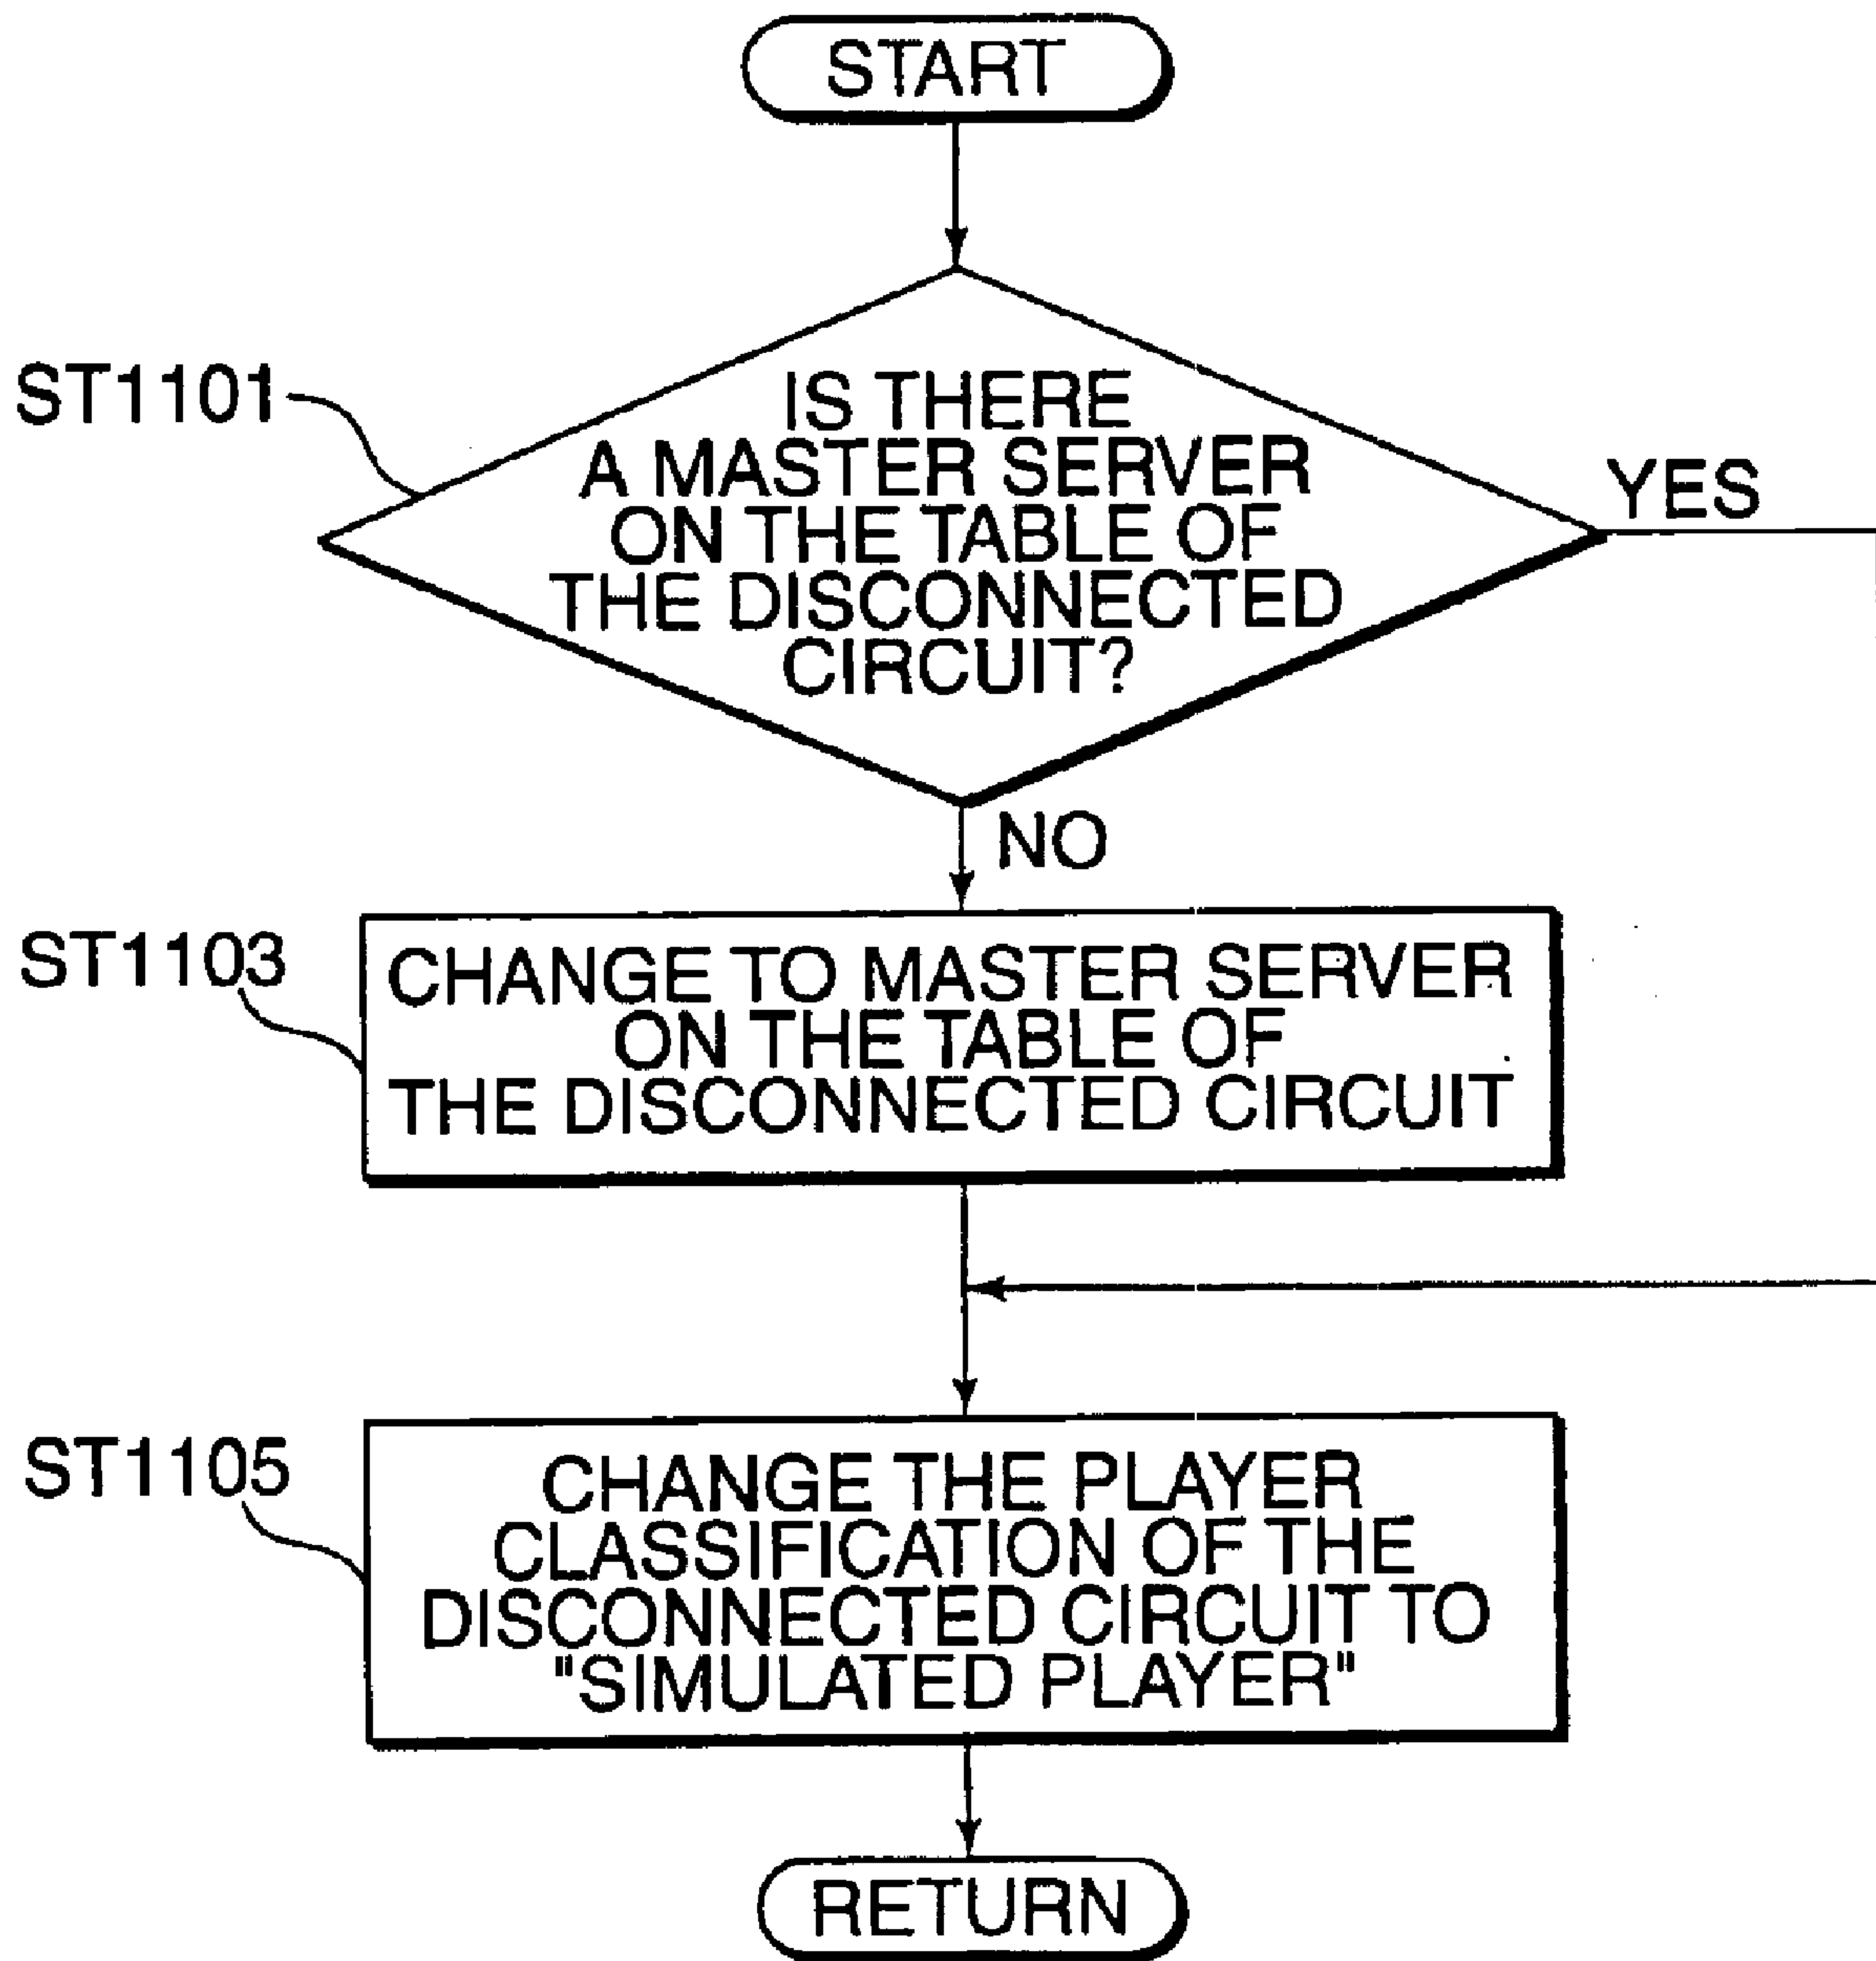 START
ST1101
IS THERE
A MASTER SERVER
ON THE TABLE OF
THE DISCONNECTED
CIRCUIT?
YES
NO
ST1103
CHANGE TO MASTER SERVER
ON THE TABLE OF
THE DISCONNECTED CIRCUIT
ST1105
CHANGE THE PLAYER
CLASSIFICATION OF THE
DISCONNECTED CIRCUIT TO
"SIMULATED PLAYER"
RETURN